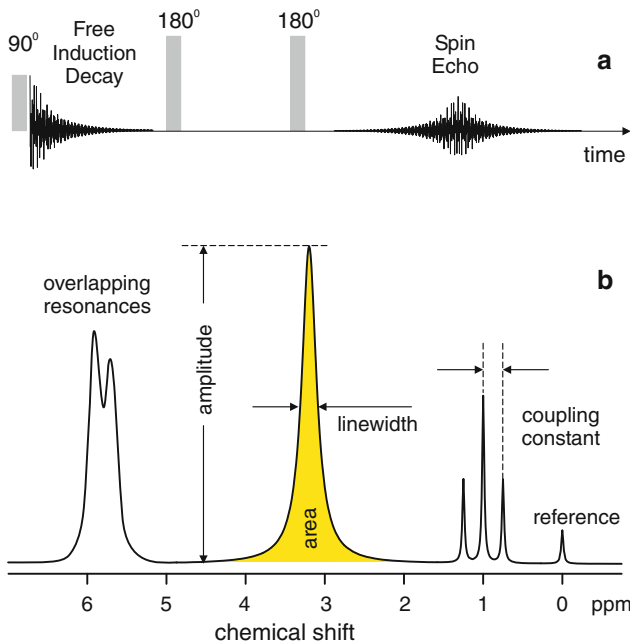 90⁰
Free
Induction
Decay
180⁰
180⁰
Spin
Echo
a
time
b
overlapping
resonances
amplitude
linewidth
area
coupling
constant
reference
6 5 4 3 2 1 0 ppm
chemical shift